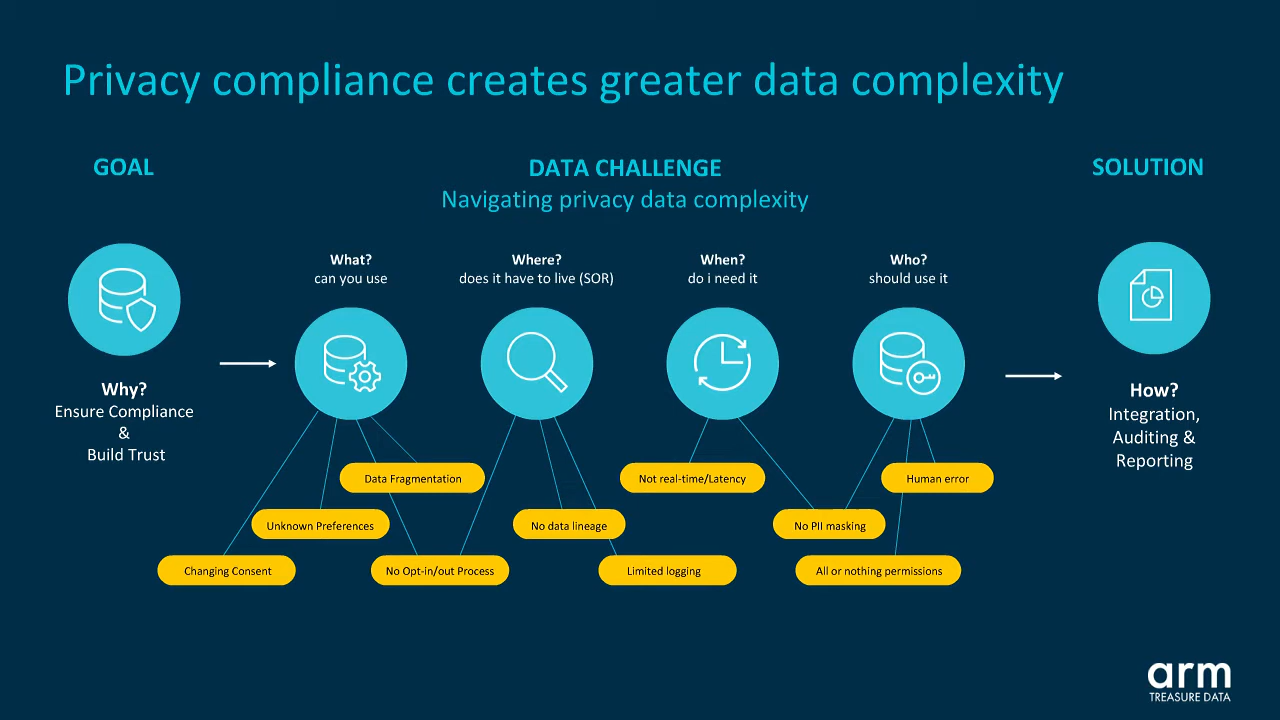 Privacy compliance creates greater data complexity
GOAL
DATA CHALLENGE
Navigating privacy data complexity
SOLUTION
What?
can you use
Where?
does it have to live (SOR)
When?
do i need it
Who?
should use it
Why?
Ensure Compliance
&
Build Trust
How?
Integration,
Auditing &
Reporting
Data Fragmentation
Not real-time/Latency
Human error
Unknown Preferences
No data lineage
No PII masking
Changing Consent
No Opt-in/out Process
Limited logging
All or nothing permissions
arm
TREASURE DATA